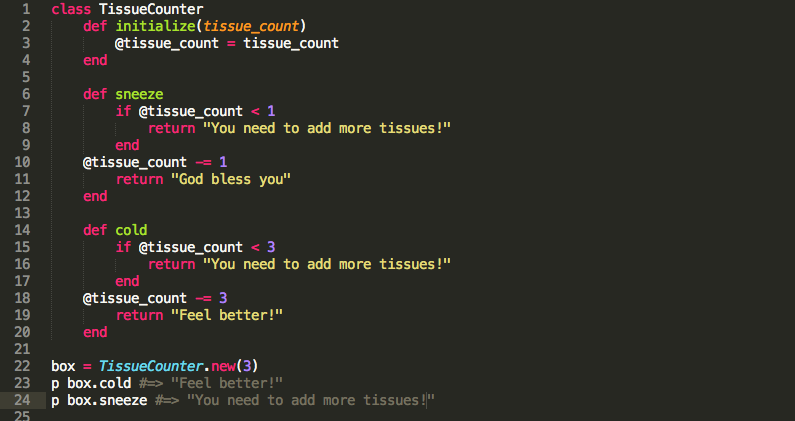 1 class TissueCounter
2     def initialize(tissue_count)
3         @tissue_count = tissue_count
4     end
5
6     def sneeze
7         if @tissue_count < 1
8             return "You need to add more tissues!"
9         end
10     @tissue_count -= 1
11         return "God bless you"
12     end
13
14     def cold
15         if @tissue_count < 3
16             return "You need to add more tissues!"
17         end
18     @tissue_count -= 3
19         return "Feel better!"
20     end
21
22 box = TissueCounter.new(3)
23 p box.cold #=> "Feel better!"
24 p box.sneeze #=> "You need to add more tissues!"
25